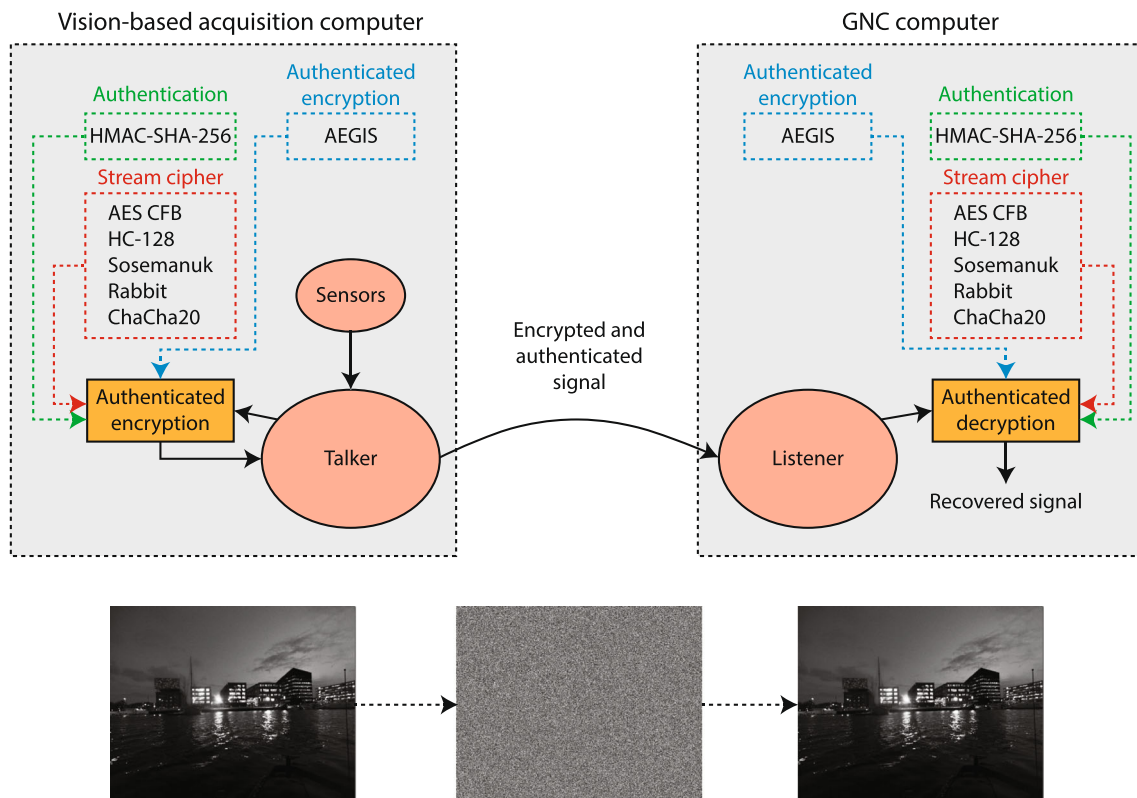 Vision-based acquisition computer
Authentication
HMAC-SHA-256
Authenticated
encryption
AEGIS
Stream cipher
AES CFB
HC-128
Sosemanuk
Rabbit
ChaCha20
Sensors
Authenticated
encryption
Talker
Encrypted and
authenticated
signal
GNC computer
Authenticated
encryption
AEGIS
Authentication
HMAC-SHA-256
Stream cipher
AES CFB
HC-128
Sosemanuk
Rabbit
ChaCha20
Listener
Authenticated
decryption
Recovered signal